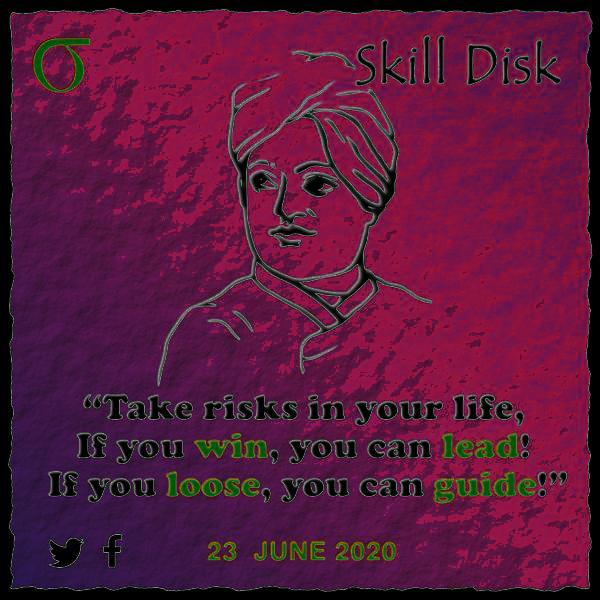 σ
Skill Disk
“Take risks in your life,
If you win, you can lead!
If you loose, you can guide!”
23 JUNE 2020